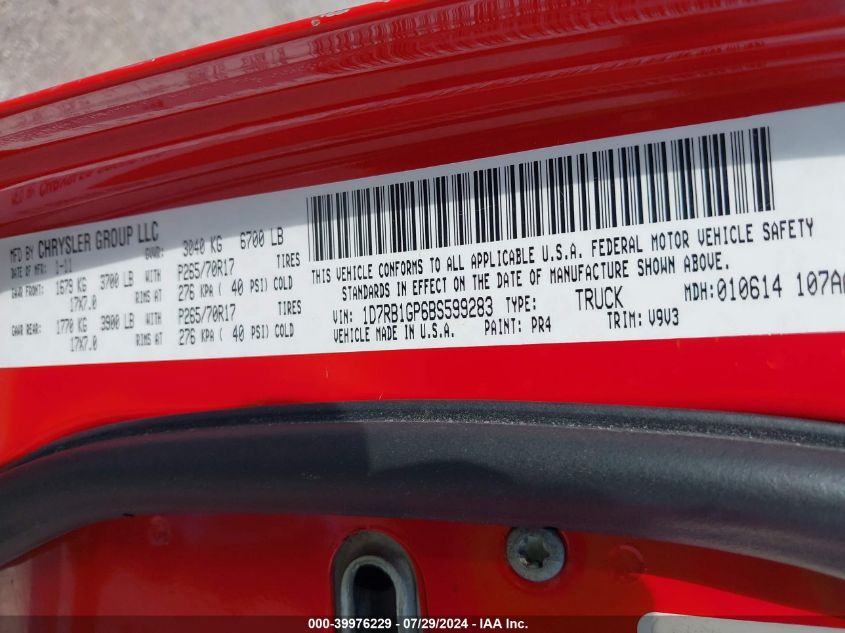 MFD BY CHRYSLER GROUP LLC
DATE OF MFR: 1-11 GVWR: 3040 KG 6700 LB
GAWR FRONT: 1679 KG 3700 LB WITH P265/70R17 TIRES
17X7.0 RIMS AT 276 KPA ( 40 PSI) COLD
GAWR REAR: 1770 KG 3900 LB WITH P265/70R17 TIRES
17X7.0 RIMS AT 276 KPA ( 40 PSI) COLD
THIS VEHICLE CONFORMS TO ALL APPLICABLE U.S.A. FEDERAL MOTOR VEHICLE SAFETY
STANDARDS IN EFFECT ON THE DATE OF MANUFACTURE SHOWN ABOVE.
VIN: 1D7RB1GP6BS599283 TYPE: TRUCK MDH: 010614 107A
VEHICLE MADE IN U.S.A. PAINT: PR4 TRIM: V9V3
000-39976229 - 07/29/2024 - IAA Inc.